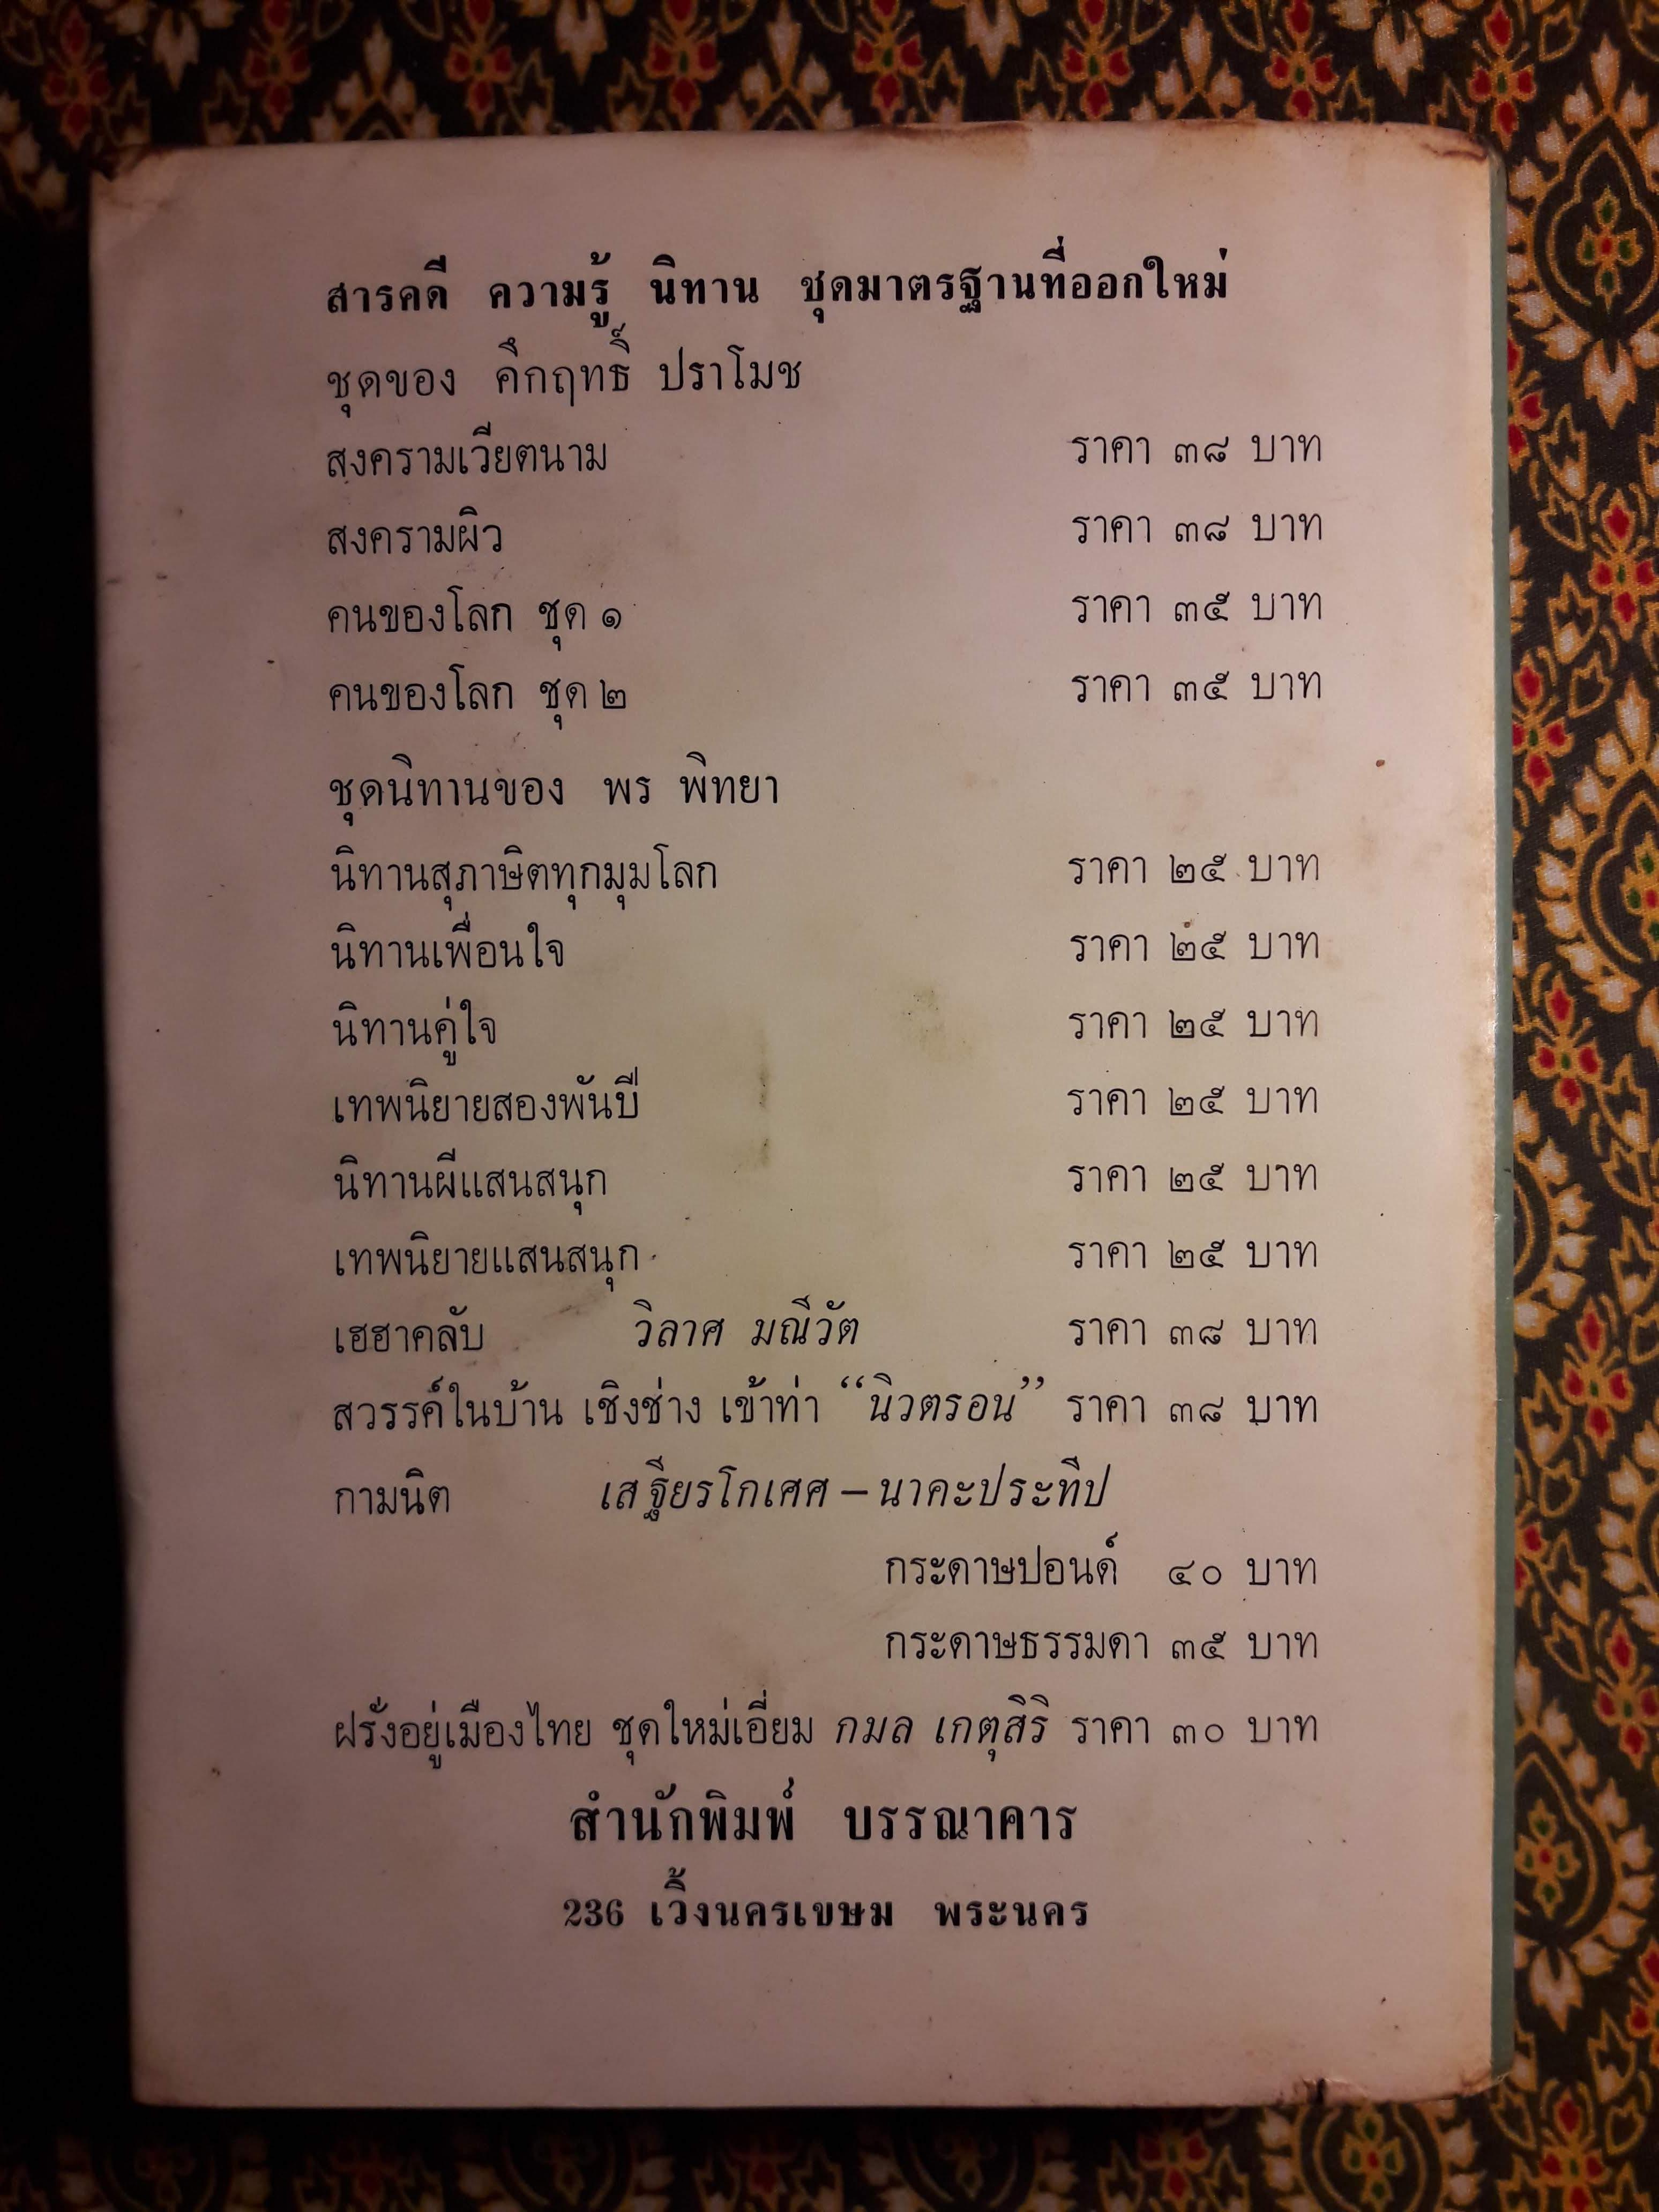 สารคดี ความรู้ นิทาน ชุดมาตรฐานที่ออกใหม่
ชุดของ คึกฤทธิ์ ปราโมช
สงครามเวียตนาม ราคา ๓๘ บาท
สงครามผิว ราคา ๓๘ บาท
คนของโลก ชุด ๑ ราคา ๓๕ บาท
คนของโลก ชุด ๒ ราคา ๓๕ บาท
ชุดนิทานของ พร พิทยา
นิทานสุภาษิตทุกมุมโลก ราคา ๒๕ บาท
นิทานเพื่อนใจ ราคา ๒๕ บาท
นิทานคู่ใจ ราคา ๒๕ บาท
เทพนิยายสองพันปี ราคา ๒๕ บาท
นิทานผีแสนสนุก ราคา ๒๕ บาท
เทพนิยายแสนสนุก ราคา ๒๕ บาท
เฮฮาคลับ วิลาศ มณีวัต ราคา ๓๘ บาท
สวรรค์ในบ้าน เชิงช่าง เข้าท่า “นิวตรอน” ราคา ๓๘ บาท
กามนิต เสฐียรโกเศศ – นาคะประทีป
กระดาษปอนด์ ๔๐ บาท
กระดาษธรรมดา ๓๕ บาท
ฝรั่งอยู่เมืองไทย ชุดใหม่เอี่ยม กมล เกตุสิริ ราคา ๓๐ บาท
สำนักพิมพ์ บรรณาคาร
236 เวิ้งนครเขษม พระนคร